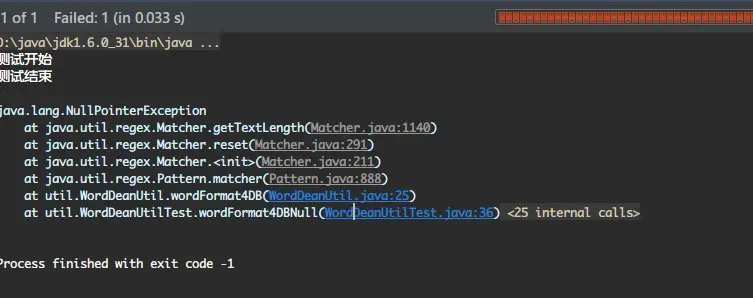 1 of 1 Failed: 1 (in 0.033 s)
D:\java\jdk1.6.0_31\bin\java ...
测试开始
测试结束
java.lang.NullPointerException
at java.util.regex.Matcher.getTextLength(Matcher.java:1140)
at java.util.regex.Matcher.reset(Matcher.java:291)
at java.util.regex.Matcher.<init>(Matcher.java:211)
at java.util.regex.Pattern.matcher(Pattern.java:888)
at util.WordDeanUtil.wordFormat4DB(WordDeanUtil.java:25)
at util.WordDeanUtilTest.wordFormat4DBNull(WordDeanUtilTest.java:36) <25 internal calls>
Process finished with exit code -1